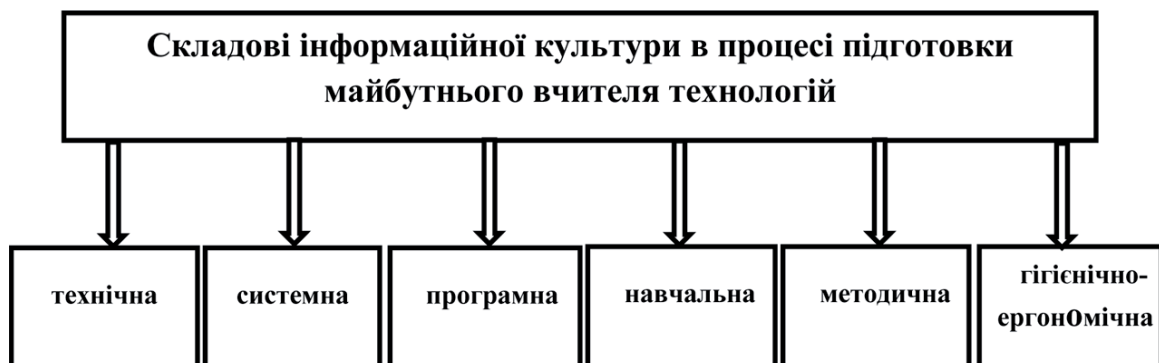 Складові інформаційної культури в процесі підготовки
майбутнього вчителя технологій
технічна
системна
програмна
навчальна
методична
гігієнічно-
ергономічна